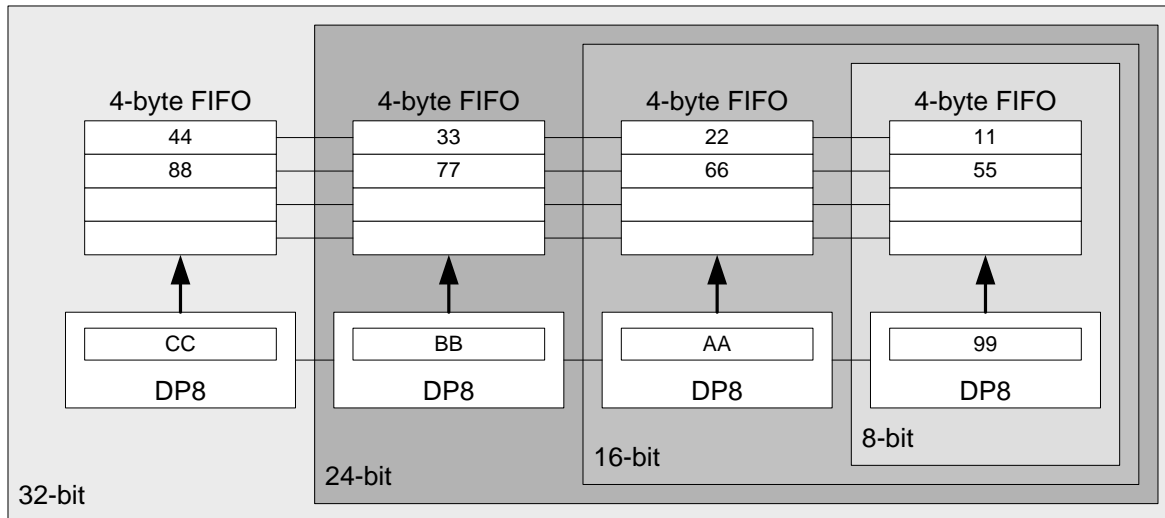 4-byte FIFO 4-byte FIFO 4-byte FIFO 4-byte FIFO
44 33 22 11
88 77 66 55
CC BB AA 99
DP8 DP8 DP8 DP8
8-bit
16-bit
24-bit
32-bit